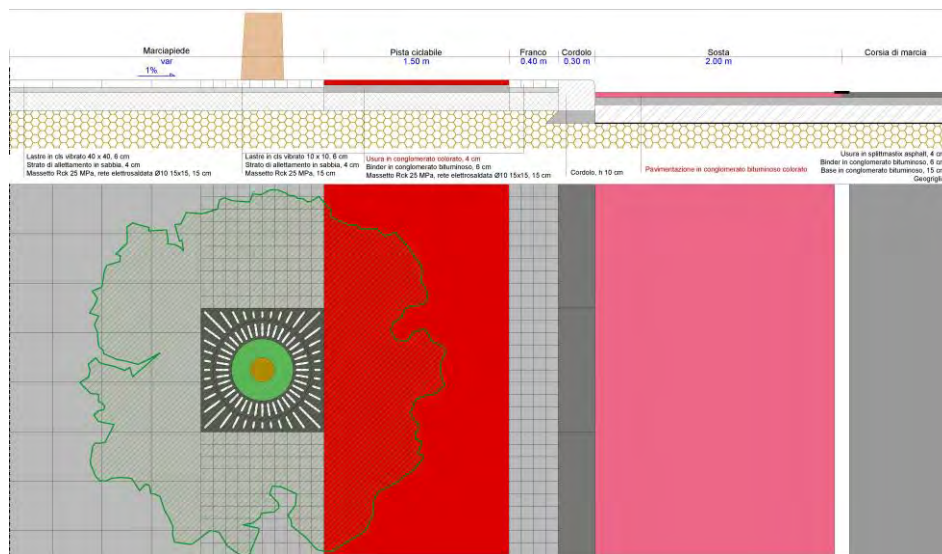 Marciapiede
Pista ciclabile
Franco
Cordolo
Sosta
Corsia di marcia
var
1.50 m
0.40 m
0.30 m
2.00 m
1%
Lastre in cls vibrato 40 x 40, 6 cm
Strato di allettamento in sabbia, 4 cm
Massetto Rck 25 MPa, rete elettrosaldata Ø10 15x15, 15 cm
Lastre in cls vibrato 10 x 10, 6 cm
Strato di allettamento in sabbia, 4 cm
Massetto Rck 25 MPa, 15 cm
Usura in conglomerato colorato, 4 cm
Binder in conglomerato bituminoso, 6 cm
Massetto Rck 25 MPa, rete elettrosaldata Ø10 15x15, 15 cm
Cordolo, h 10 cm
Pavimentazione in conglomerato bituminoso colorato
Usura in splittmastix asphalt, 4 cm
Binder in conglomerato bituminoso, 6 cm
Base in conglomerato bituminoso, 15 cm
Geogriglia